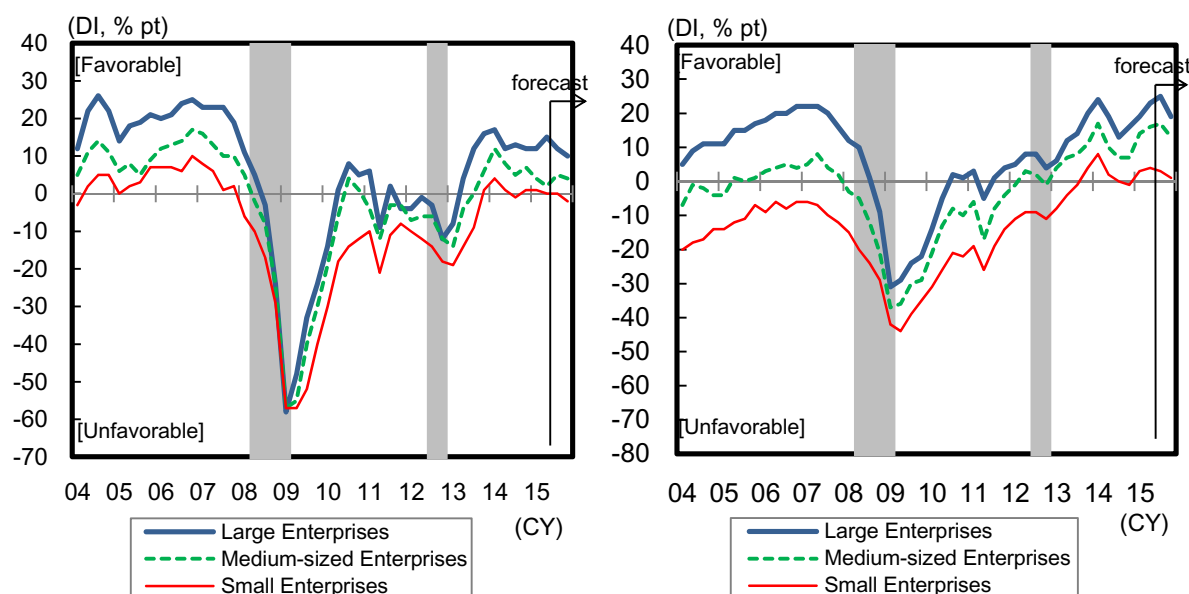 (DI, % pt)
40
30
20
10
0
-10
-20
-30
-40
-50
-60
-70
[Favorable]
forecast
[Unfavorable]
04 05 06 07 08 09 10 11 12 13 14 15
(CY)
Large Enterprises
Medium-sized Enterprises
Small Enterprises
(DI, % pt)
40
30
20
10
0
-10
-20
-30
-40
-50
-60
-70
-80
[Favorable]
forecast
[Unfavorable]
04 05 06 07 08 09 10 11 12 13 14 15
(CY)
Large Enterprises
Medium-sized Enterprises
Small Enterprises